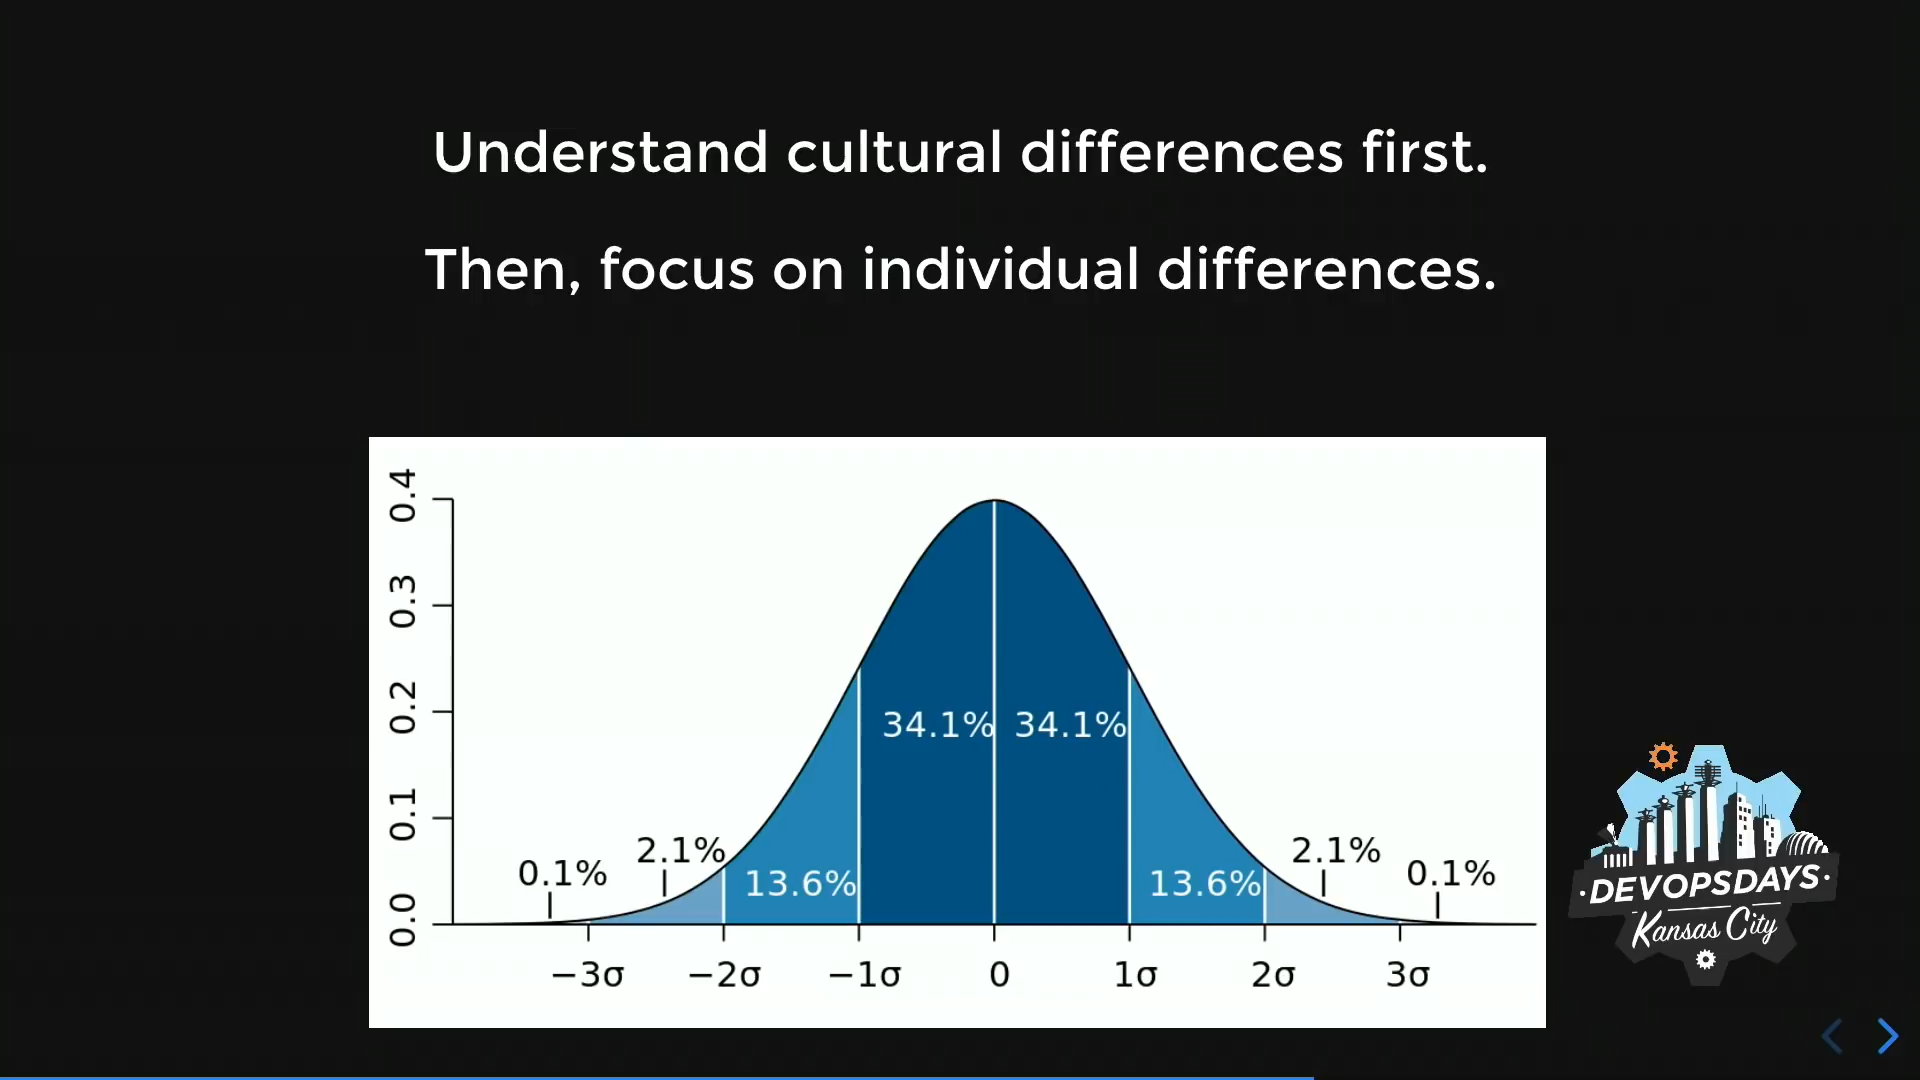 Understand cultural differences first.
Then, focus on individual differences.
0.4
0.3
0.2
0.1
0.0
34.1% 34.1%
2.1% 2.1%
0.1% 0.1%
13.6% 13.6%
−3σ −2σ −1σ 0 1σ 2σ 3σ
·DEVOPSDAYS·
Kansas City